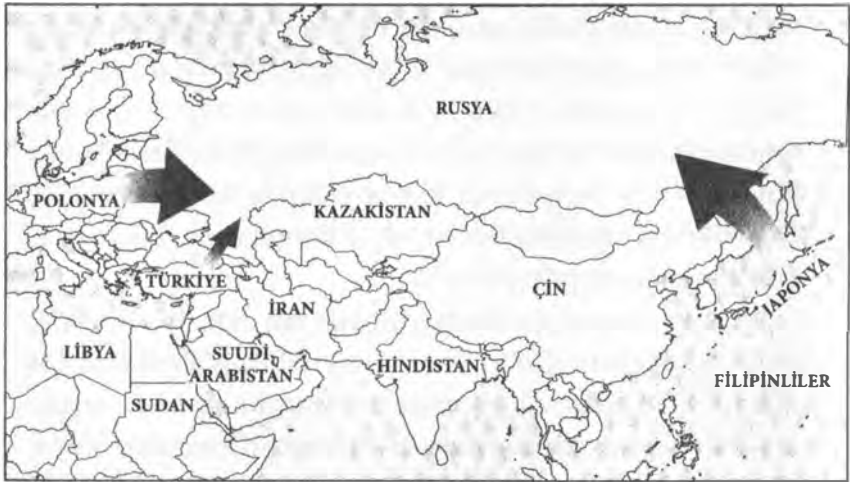 RUSYA
POLONYA
KAZAKİSTAN
TÜRKİYE
ÇİN
İRAN
JAPONYA
LİBYA
SUUDİ
ARABİSTAN
HİNDİSTAN
FİLİPİNLİLER
SUDAN